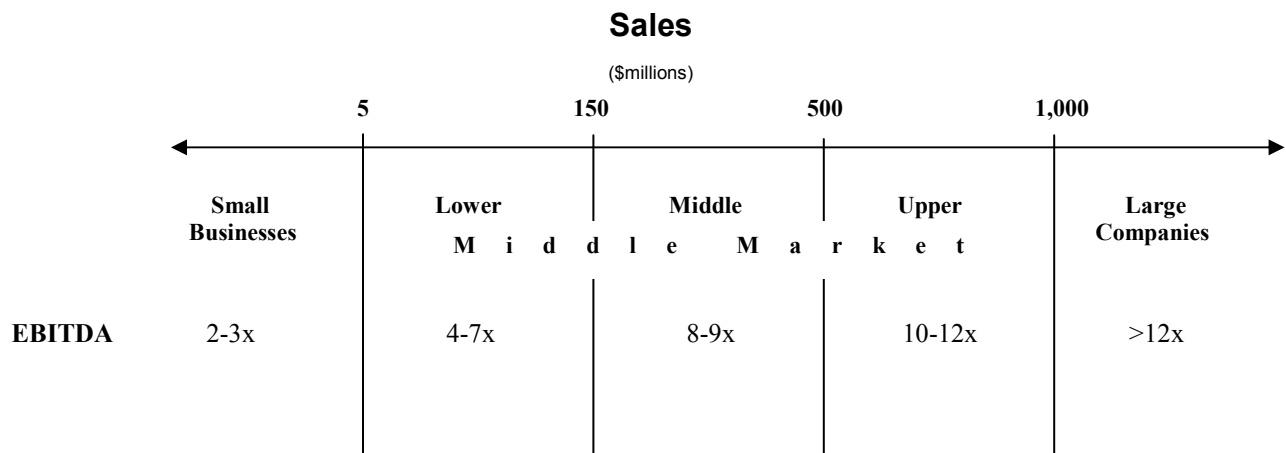 Sales
($millions)
5 150 500 1,000
Small Lower Middle Upper Large
Businesses Companies
M i d d l e M a r k e t
EBITDA 2-3x 4-7x 8-9x 10-12x >12x